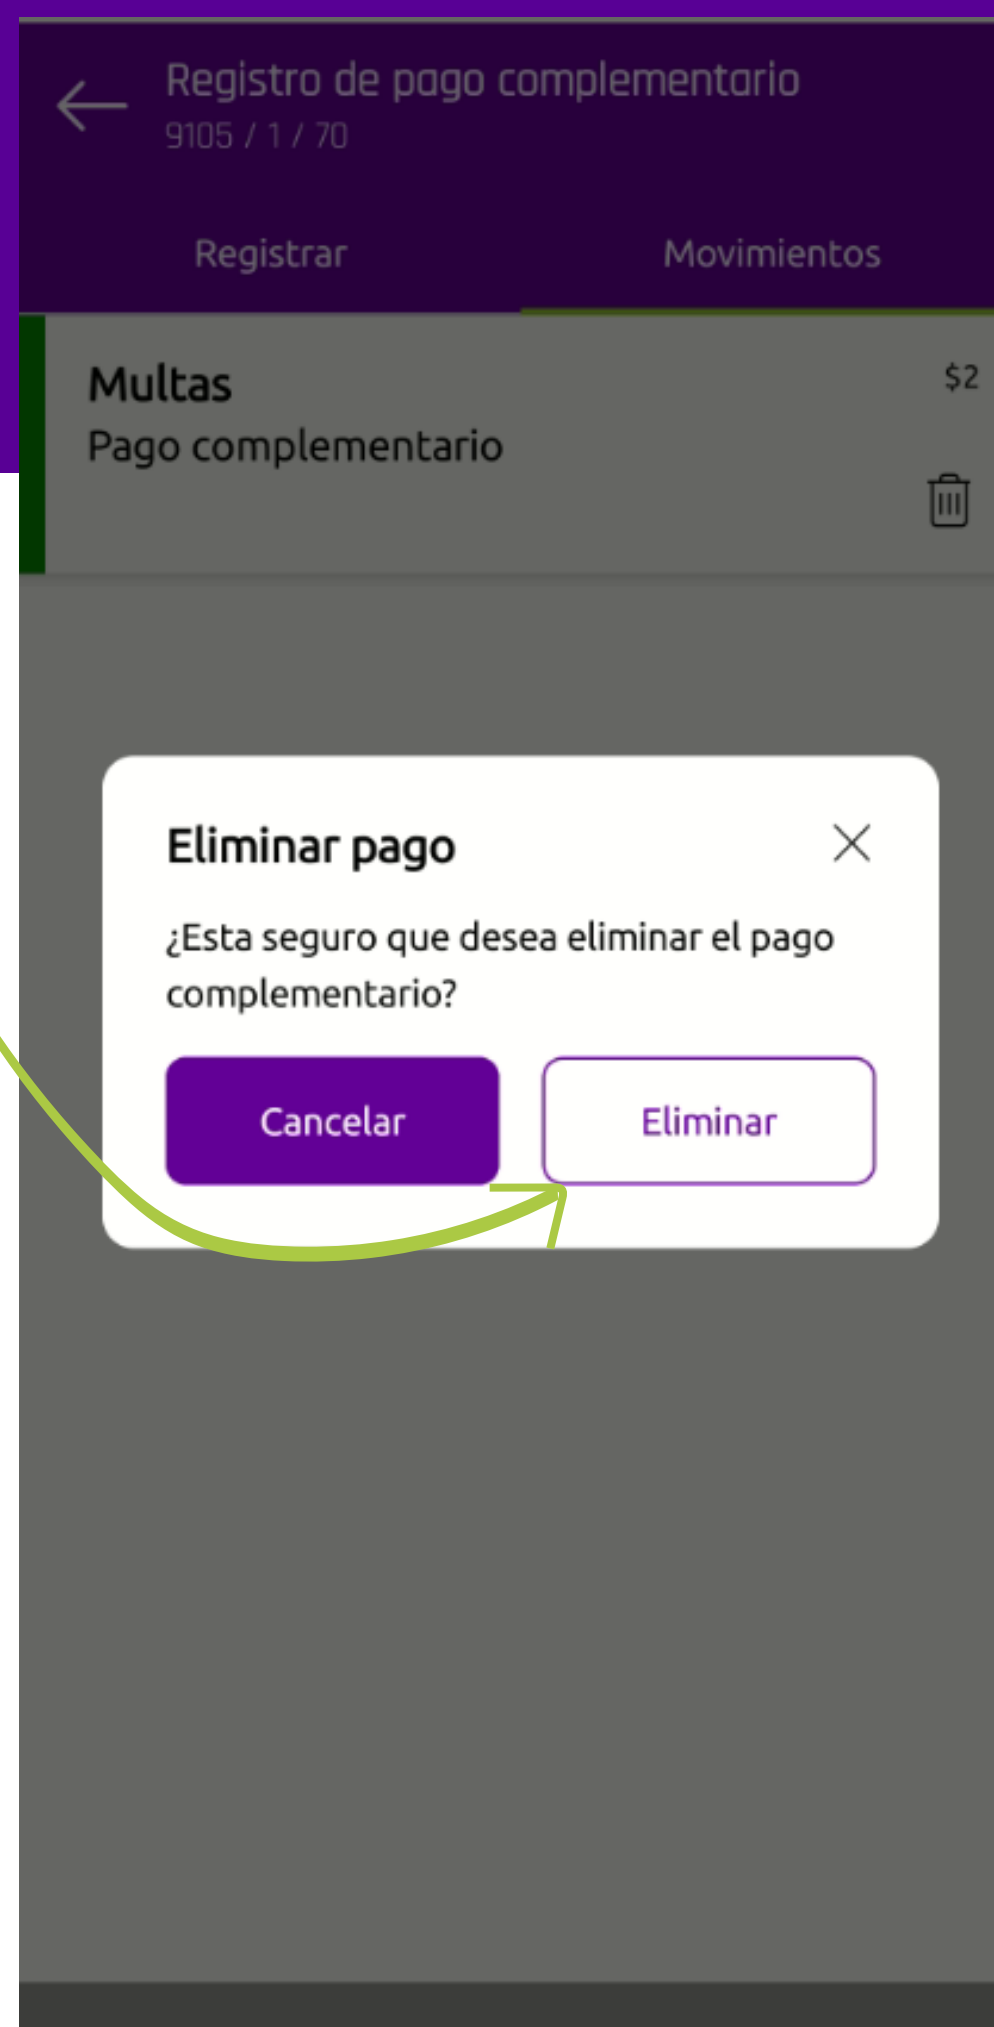 Registro de pago complementario
9105 / 1 / 70
Registrar Movimientos
Multas $2
Pago complementario
Eliminar pago
¿Esta seguro que desea eliminar el pago
complementario?
Cancelar Eliminar